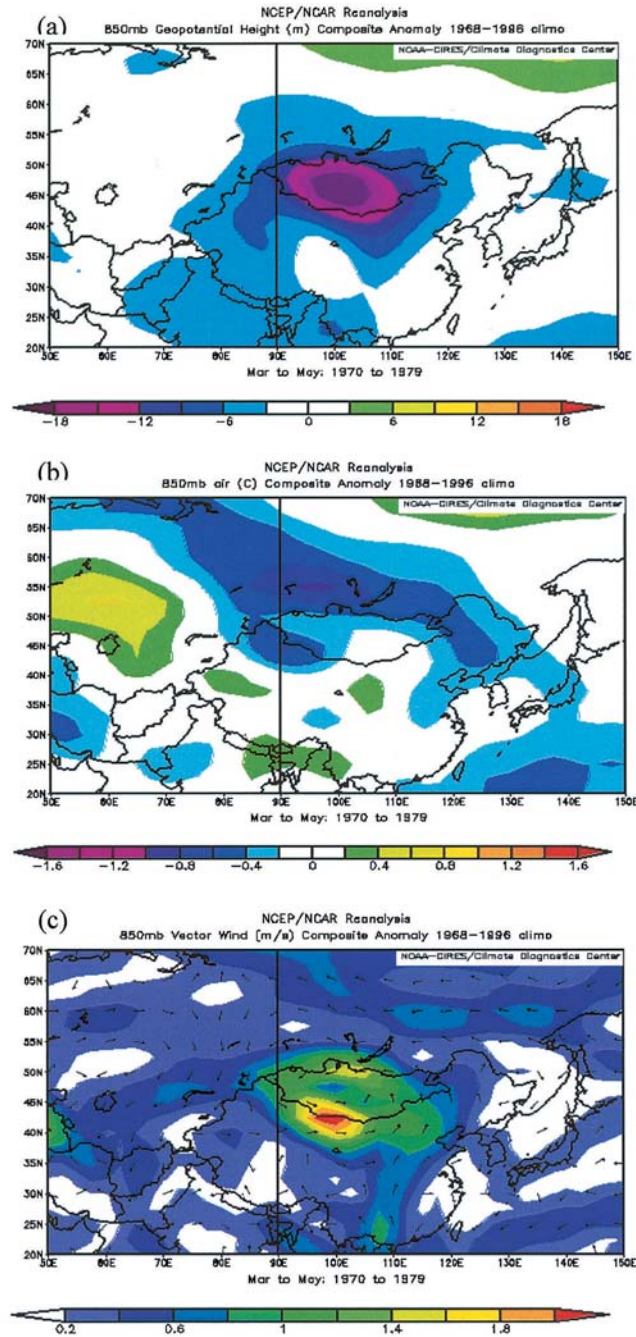 (a)
NCEP/NCAR Reanalysis
850mb Geopotential Height (m) Composite Anomaly 1968-1996 climo
NOAA-CIRES/Climate Diagnostics Center
70N
65N
60N
55N
50N
45N
40N
35N
30N
25N
20N
50E 60E 70E 80E 90E 100E 110E 120E 130E 140E 150E
Mar to May: 1970 to 1979
-18 -12 -6 0 6 12 18
(b)
NCEP/NCAR Reanalysis
850mb air (C) Composite Anomaly 1968-1996 climo
NOAA-CIRES/Climate Diagnostics Center
70N
65N
60N
55N
50N
45N
40N
35N
30N
25N
20N
50E 60E 70E 80E 90E 100E 110E 120E 130E 140E 150E
Mar to May: 1970 to 1979
-1.6 -1.2 -0.8 -0.4 0 0.4 0.8 1.2 1.6
(c)
NCEP/NCAR Reanalysis
850mb Vector Wind (m/s) Composite Anomaly 1968-1996 climo
NOAA-CIRES/Climate Diagnostics Center
70N
65N
60N
55N
50N
45N
40N
35N
30N
25N
20N
50E 60E 70E 80E 90E 100E 110E 120E 130E 140E 150E
Mar to May: 1970 to 1979
0.2 0.6 1 1.4 1.8